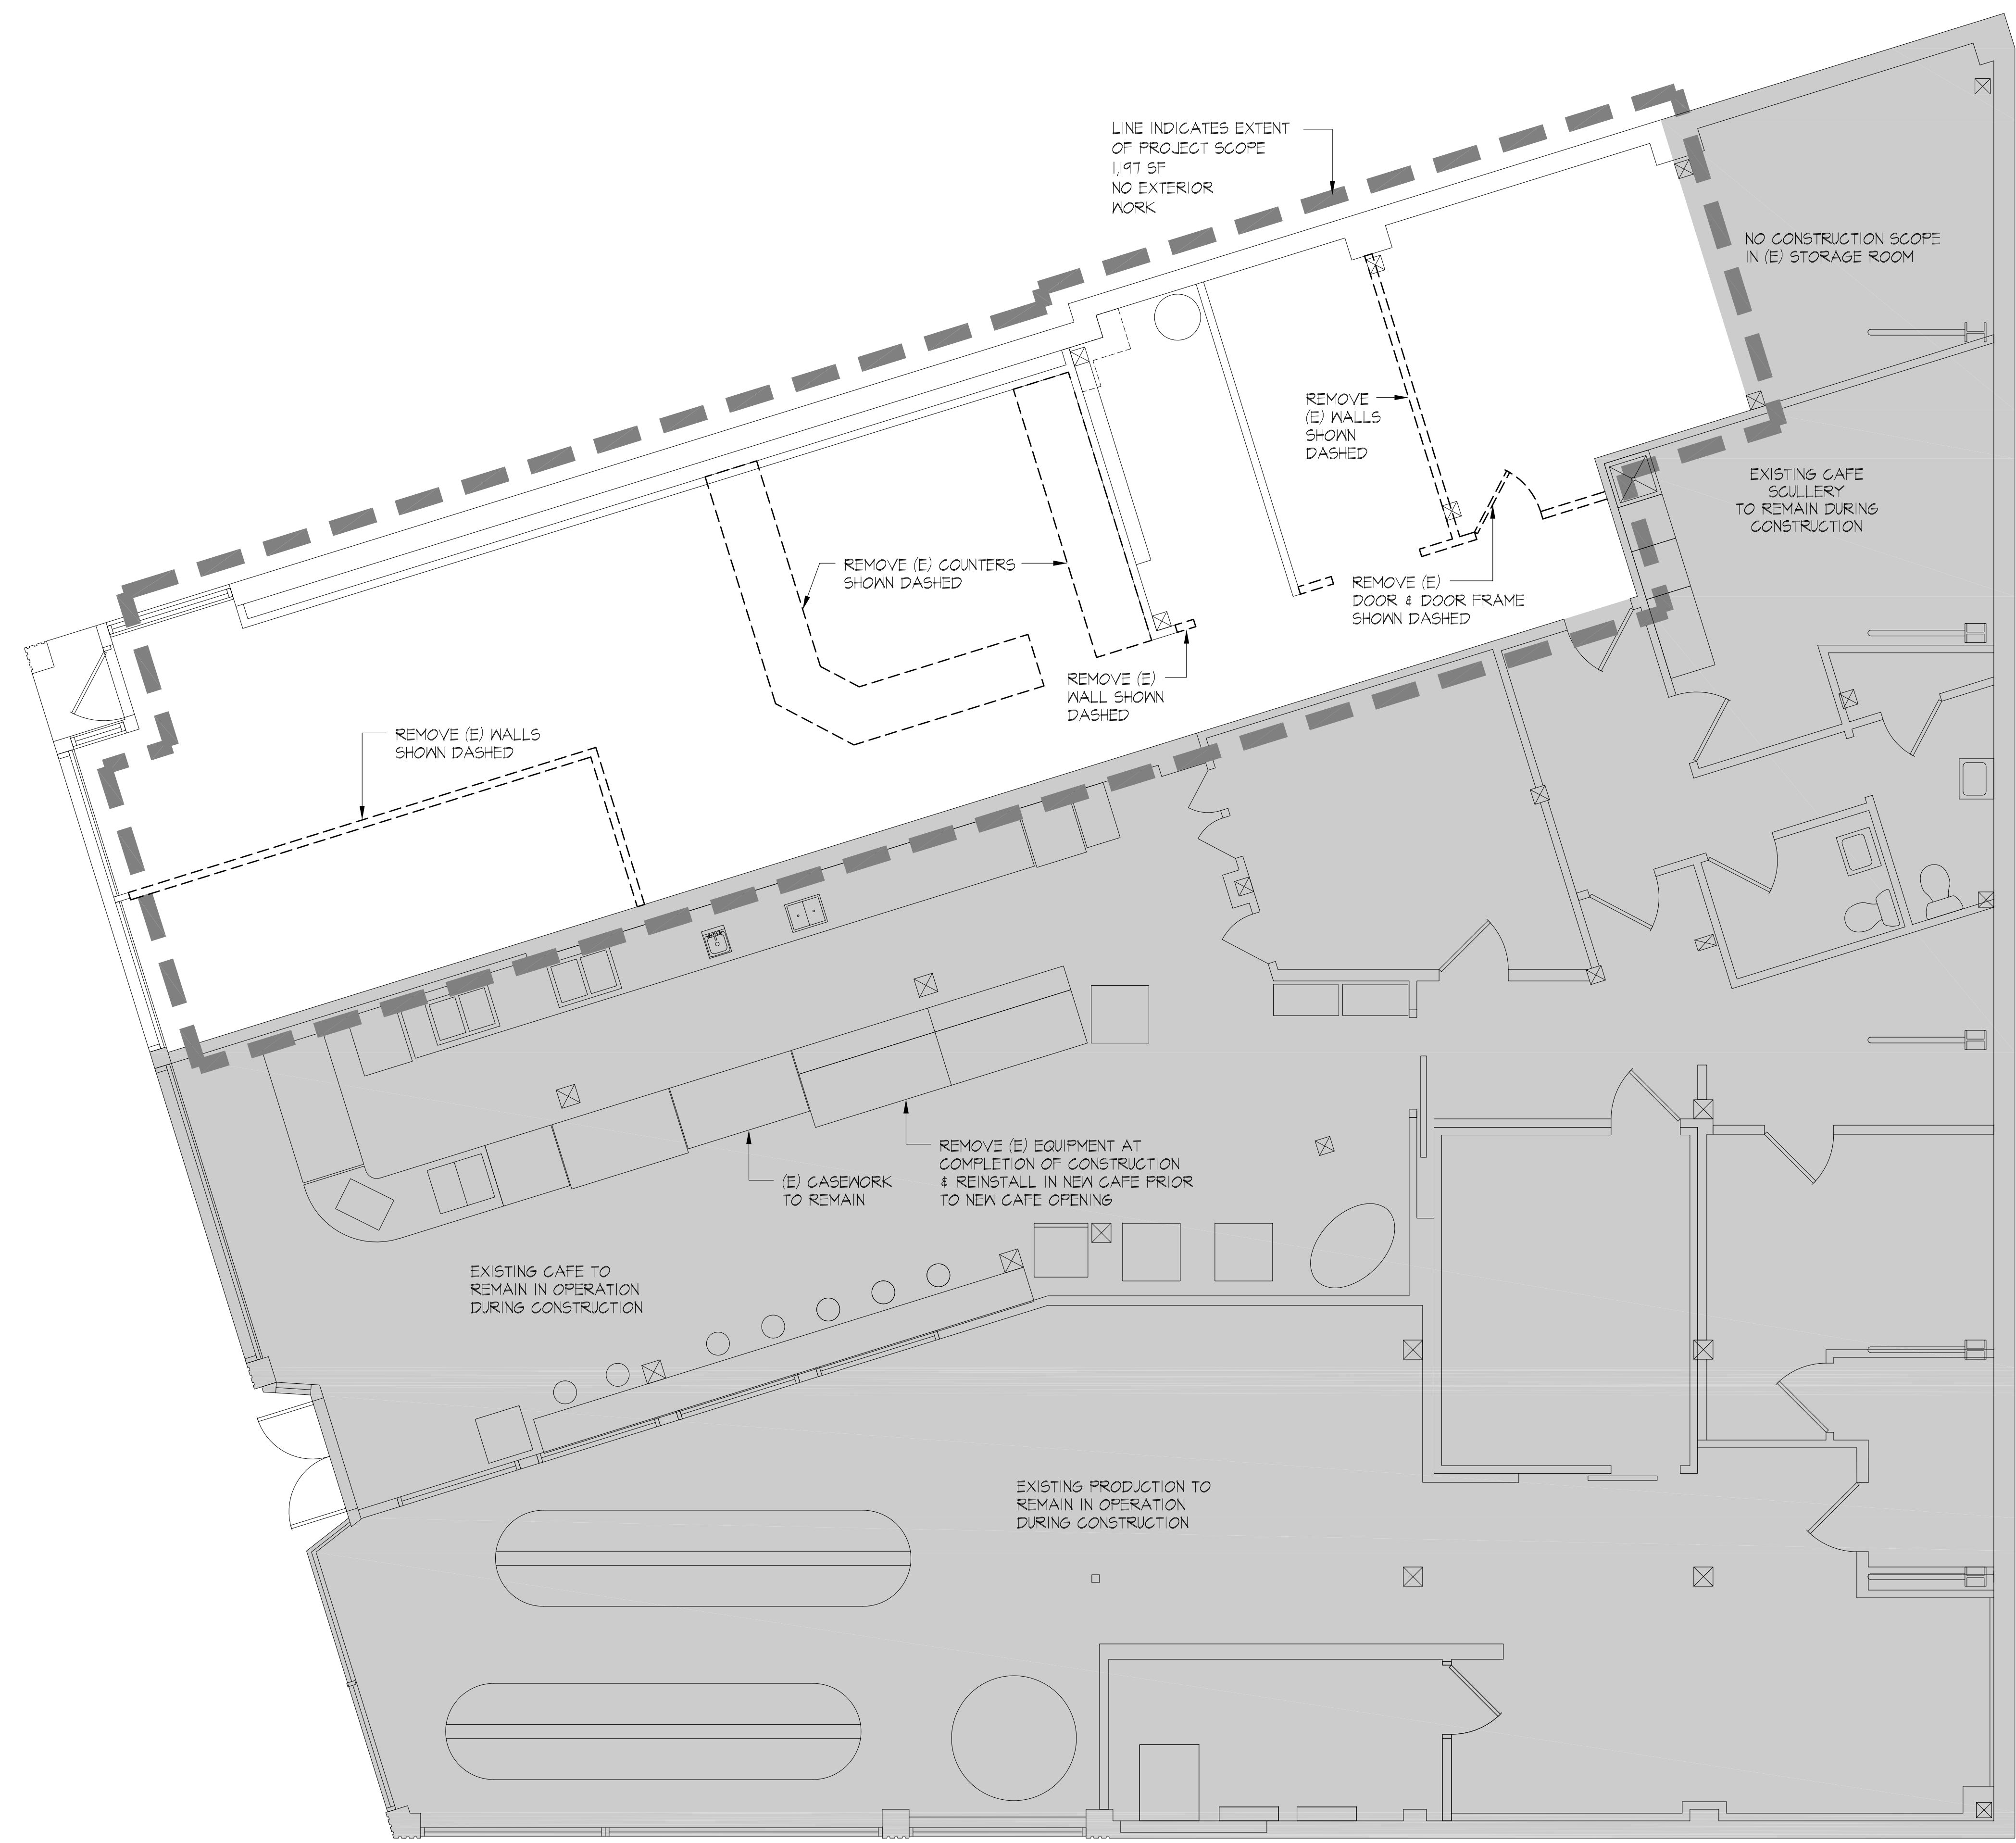 LINE INDICATES EXTENT
OF PROJECT SCOPE
1,197 SF
NO EXTERIOR
WORK
NO CONSTRUCTION SCOPE
IN (E) STORAGE ROOM
REMOVE
(E) WALLS
SHOWN
DASHED
EXISTING CAFE
SCULLERY
TO REMAIN DURING
CONSTRUCTION
REMOVE (E) COUNTERS
SHOWN DASHED
REMOVE (E)
DOOR & DOOR FRAME
SHOWN DASHED
REMOVE (E)
WALL SHOWN
DASHED
REMOVE (E) WALLS
SHOWN DASHED
REMOVE (E) EQUIPMENT AT
COMPLETION OF CONSTRUCTION
& REINSTALL IN NEW CAFE PRIOR
TO NEW CAFE OPENING
(E) CASEWORK
TO REMAIN
EXISTING CAFE TO
REMAIN IN OPERATION
DURING CONSTRUCTION
EXISTING PRODUCTION TO
REMAIN IN OPERATION
DURING CONSTRUCTION